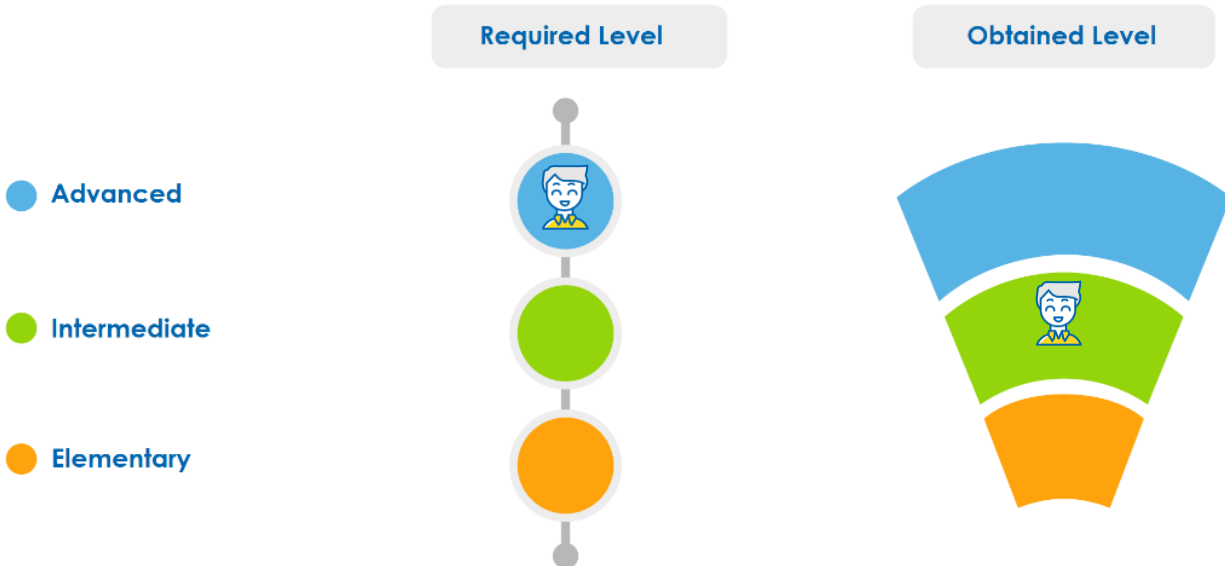 Required Level
Obtained Level
Advanced
Intermediate
Elementary